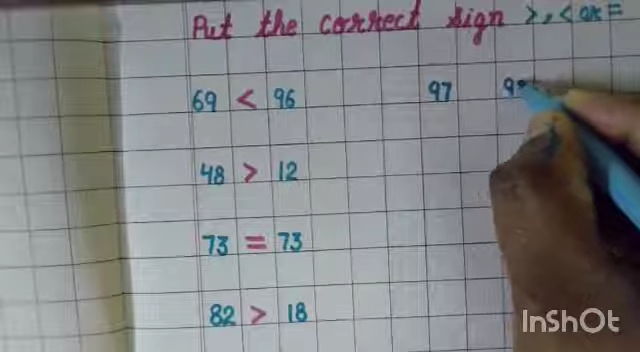 Put the correct sign >, < or =
69 < 96 97
48 > 12
73 = 73
82 > 18
InShOt